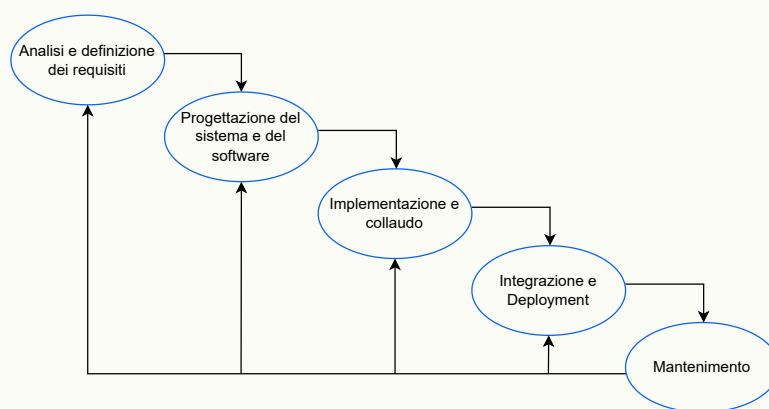 Analisi e definizione
dei requisiti
Progettazione del
sistema e del
software
Implementazione e
collaudo
Integrazione e
Deployment
Mantenimento